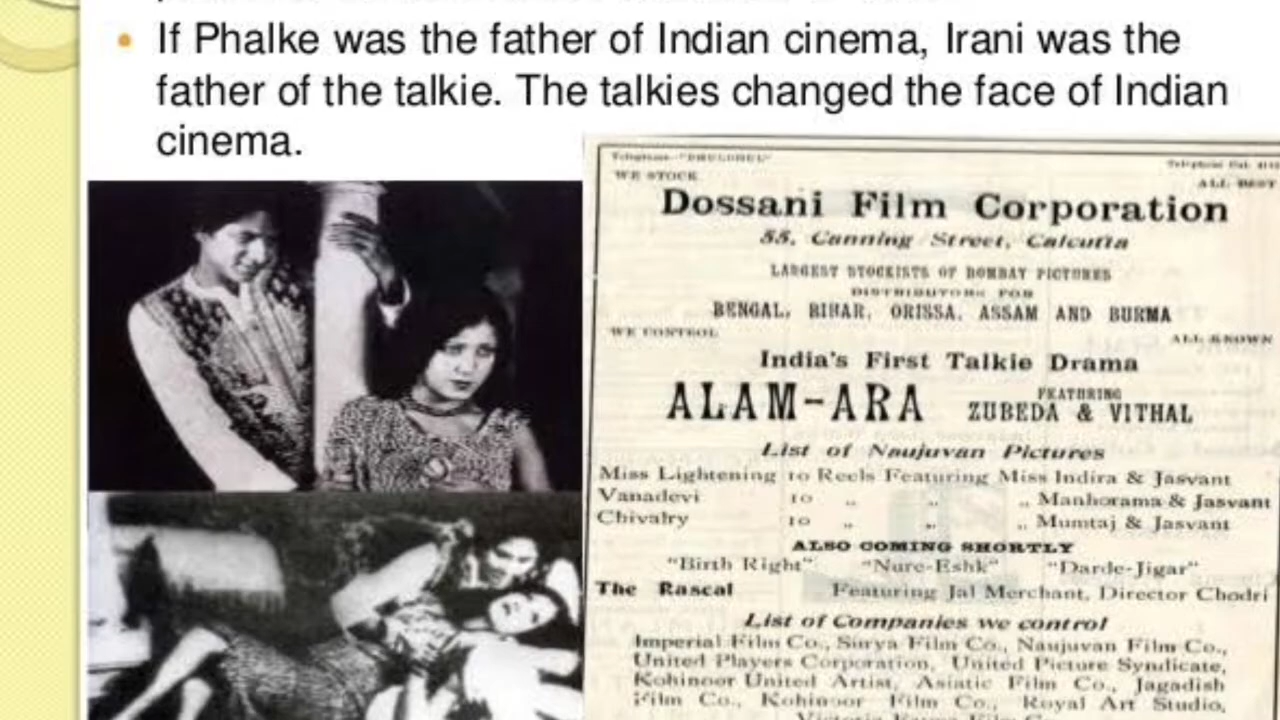 If Phalke was the father of Indian cinema, Irani was the
father of the talkie. The talkies changed the face of Indian
cinema.
WE STOCK
ALL BEST
Dossani Film Corporation
55, Canning Street, Calcutta
LARGEST STOCKISTS OF BOMBAY PICTURES
DISTRIBUTORS FOR
BENGAL, BIHAR, ORISSA, ASSAM AND BURMA
WE CONTROL
ALL KNOWN
India's First Talkie Drama
ALAM-ARA FEATURING ZUBEDA & VITHAL
List of Naujuvan Pictures
Miss Lightening 10 Reels Featuring Miss Indira & Jasvant
Vanadevi 10 " " " Manhorama & Jasvant
Chivalry 10 " " " Mumtaj & Jasvant
ALSO COMING SHORTLY
"Birth Right" "Nure-Eshk" "Darde-Jigar"
The Rascal Featuring Jal Merchant, Director Chodri
List of Companies we control
Imperial Film Co., Surya Film Co., Naujuvan Film Co.,
United Players Corporation, United Picture Syndicate,
Kohinoor United Artist, Asiatic Film Co., Jagadish
Film Co., Kohinoor Film Co., Royal Art Studio,